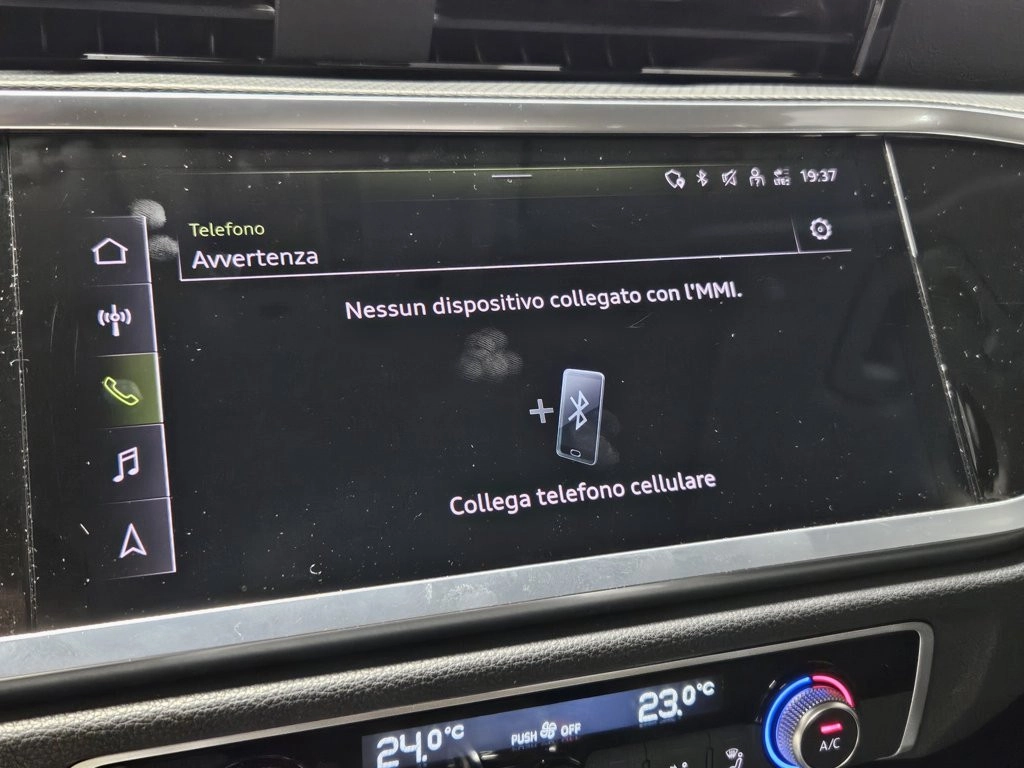 19:37
Telefono
Avvertenza
Nessun dispositivo collegato con l'MMI.
Collega telefono cellulare
24.0°C
PUSH OFF
23.0°C
A/C